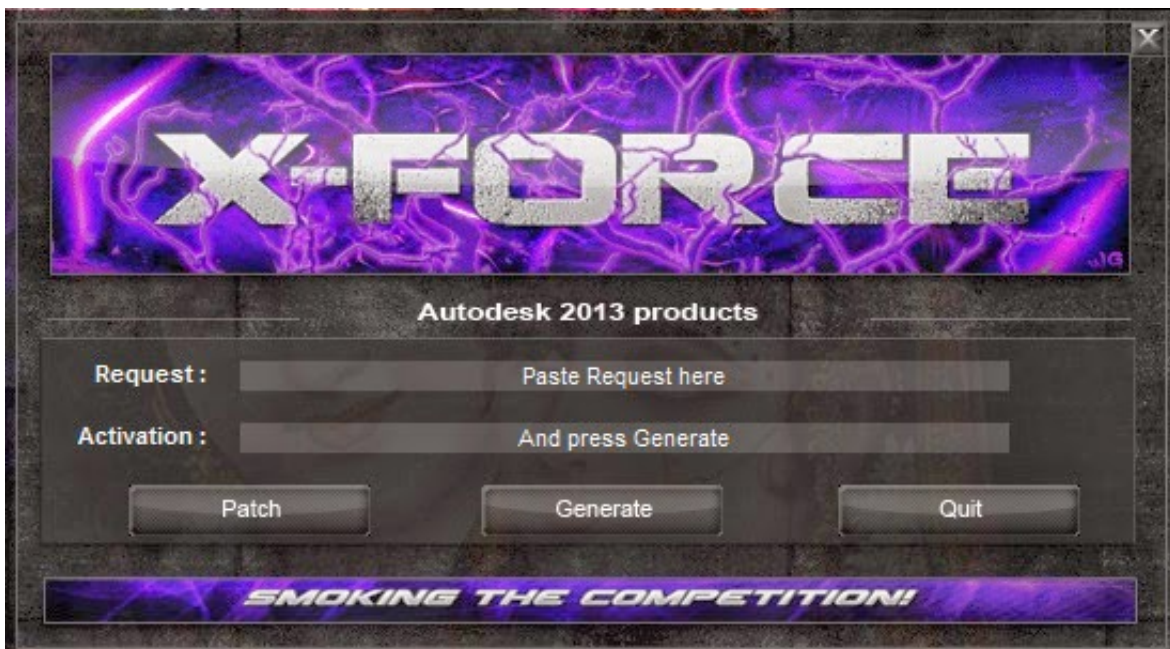 X
X-FORCE
Autodesk 2013 products
Request : Paste Request here
Activation : And press Generate
Patch Generate Quit
SMOKING THE COMPETITION!